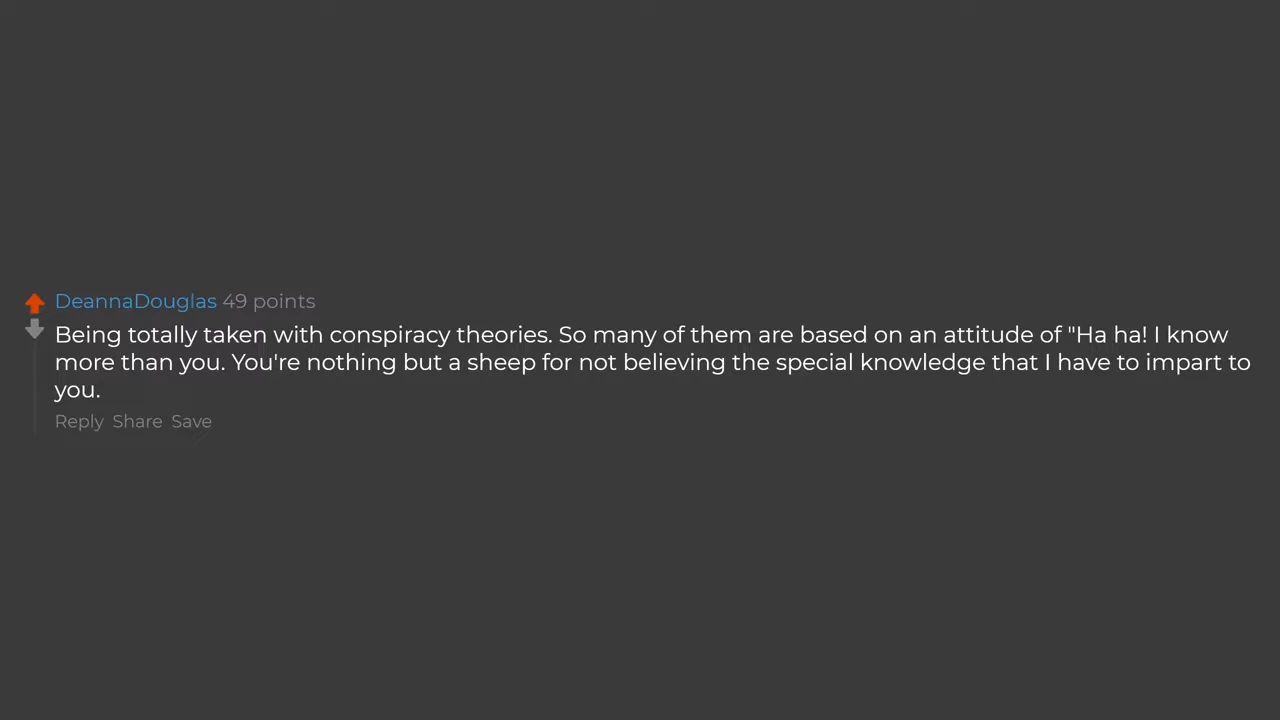 DeannaDouglas 49 points
Being totally taken with conspiracy theories. So many of them are based on an attitude of "Ha ha! I know
more than you. You're nothing but a sheep for not believing the special knowledge that I have to impart to
you.
Reply Share Save